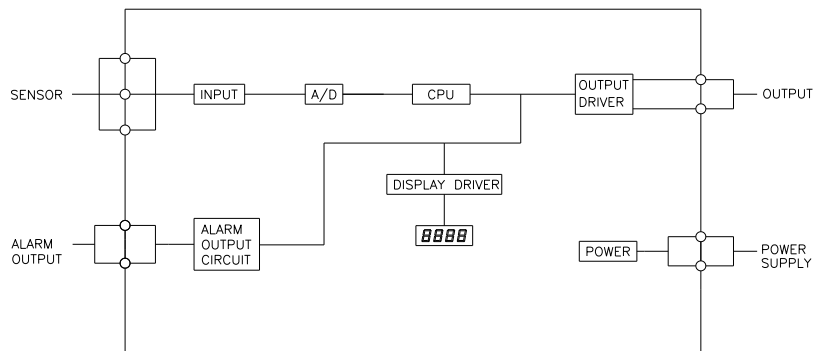 SENSOR
INPUT
A/D
CPU
OUTPUT
DRIVER
OUTPUT
DISPLAY DRIVER
8888
ALARM
OUTPUT
ALARM
OUTPUT
CIRCUIT
POWER
POWER
SUPPLY